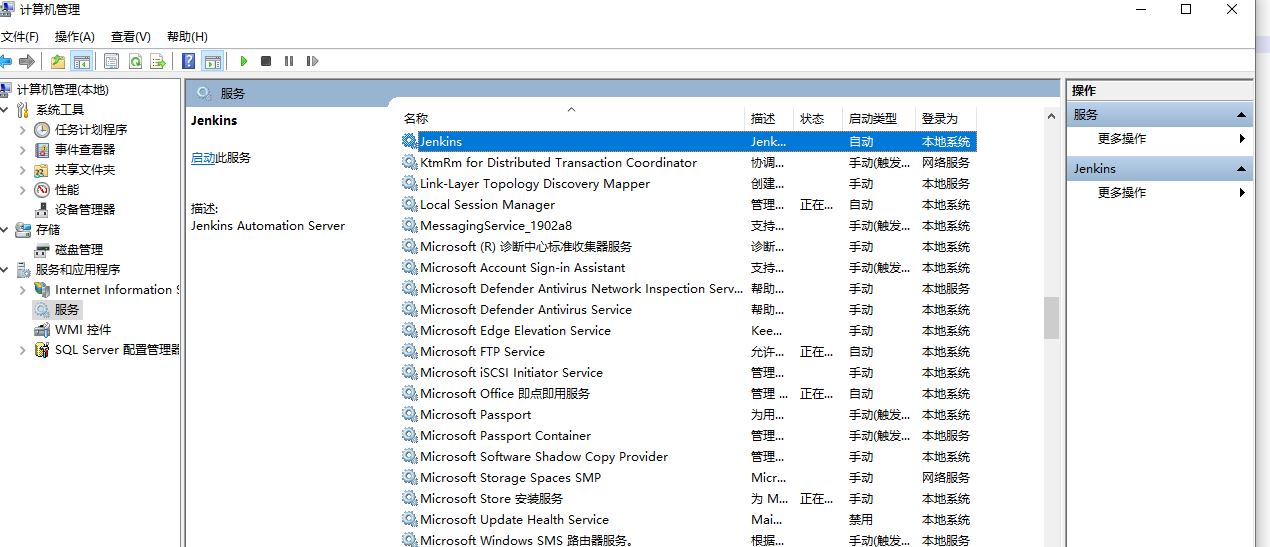 计算机管理
文件(F) 操作(A) 查看(V) 帮助(H)
计算机管理(本地)
系统工具
任务计划程序
事件查看器
共享文件夹
性能
设备管理器
存储
磁盘管理
服务和应用程序
Internet Information S
服务
WMI 控件
SQL Server 配置管理器
服务
Jenkins
启动此服务
描述:
Jenkins Automation Server
名称 描述 状态 启动类型 登录为
Jenkins Jenk... 自动 本地系统
KtmRm for Distributed Transaction Coordinator 协调... 手动(触发... 网络服务
Link-Layer Topology Discovery Mapper 创建... 手动 本地服务
Local Session Manager 管理... 正在... 自动 本地系统
MessagingService_1902a8 支持... 手动(触发... 本地系统
Microsoft (R) 诊断中心标准收集器服务 诊断... 手动 本地系统
Microsoft Account Sign-in Assistant 支持... 手动(触发... 本地系统
Microsoft Defender Antivirus Network Inspection Serv... 帮助... 手动 本地服务
Microsoft Defender Antivirus Service 帮助... 手动 本地系统
Microsoft Edge Elevation Service Kee... 手动 本地系统
Microsoft FTP Service 允许... 正在... 自动 本地系统
Microsoft iSCSI Initiator Service 管理... 手动 本地系统
Microsoft Office 即点即用服务 管理 ... 正在... 自动 本地系统
Microsoft Passport 为用... 手动(触发... 本地系统
Microsoft Passport Container 管理... 手动(触发... 本地服务
Microsoft Software Shadow Copy Provider 管理... 手动 本地系统
Microsoft Storage Spaces SMP Micr... 手动 网络服务
Microsoft Store 安装服务 为 M... 正在... 手动 本地系统
Microsoft Update Health Service Mai... 禁用 本地系统
Microsoft Windows SMS 路由器服务。 根据... 手动(触发... 本地系统
操作
服务
更多操作
Jenkins
更多操作